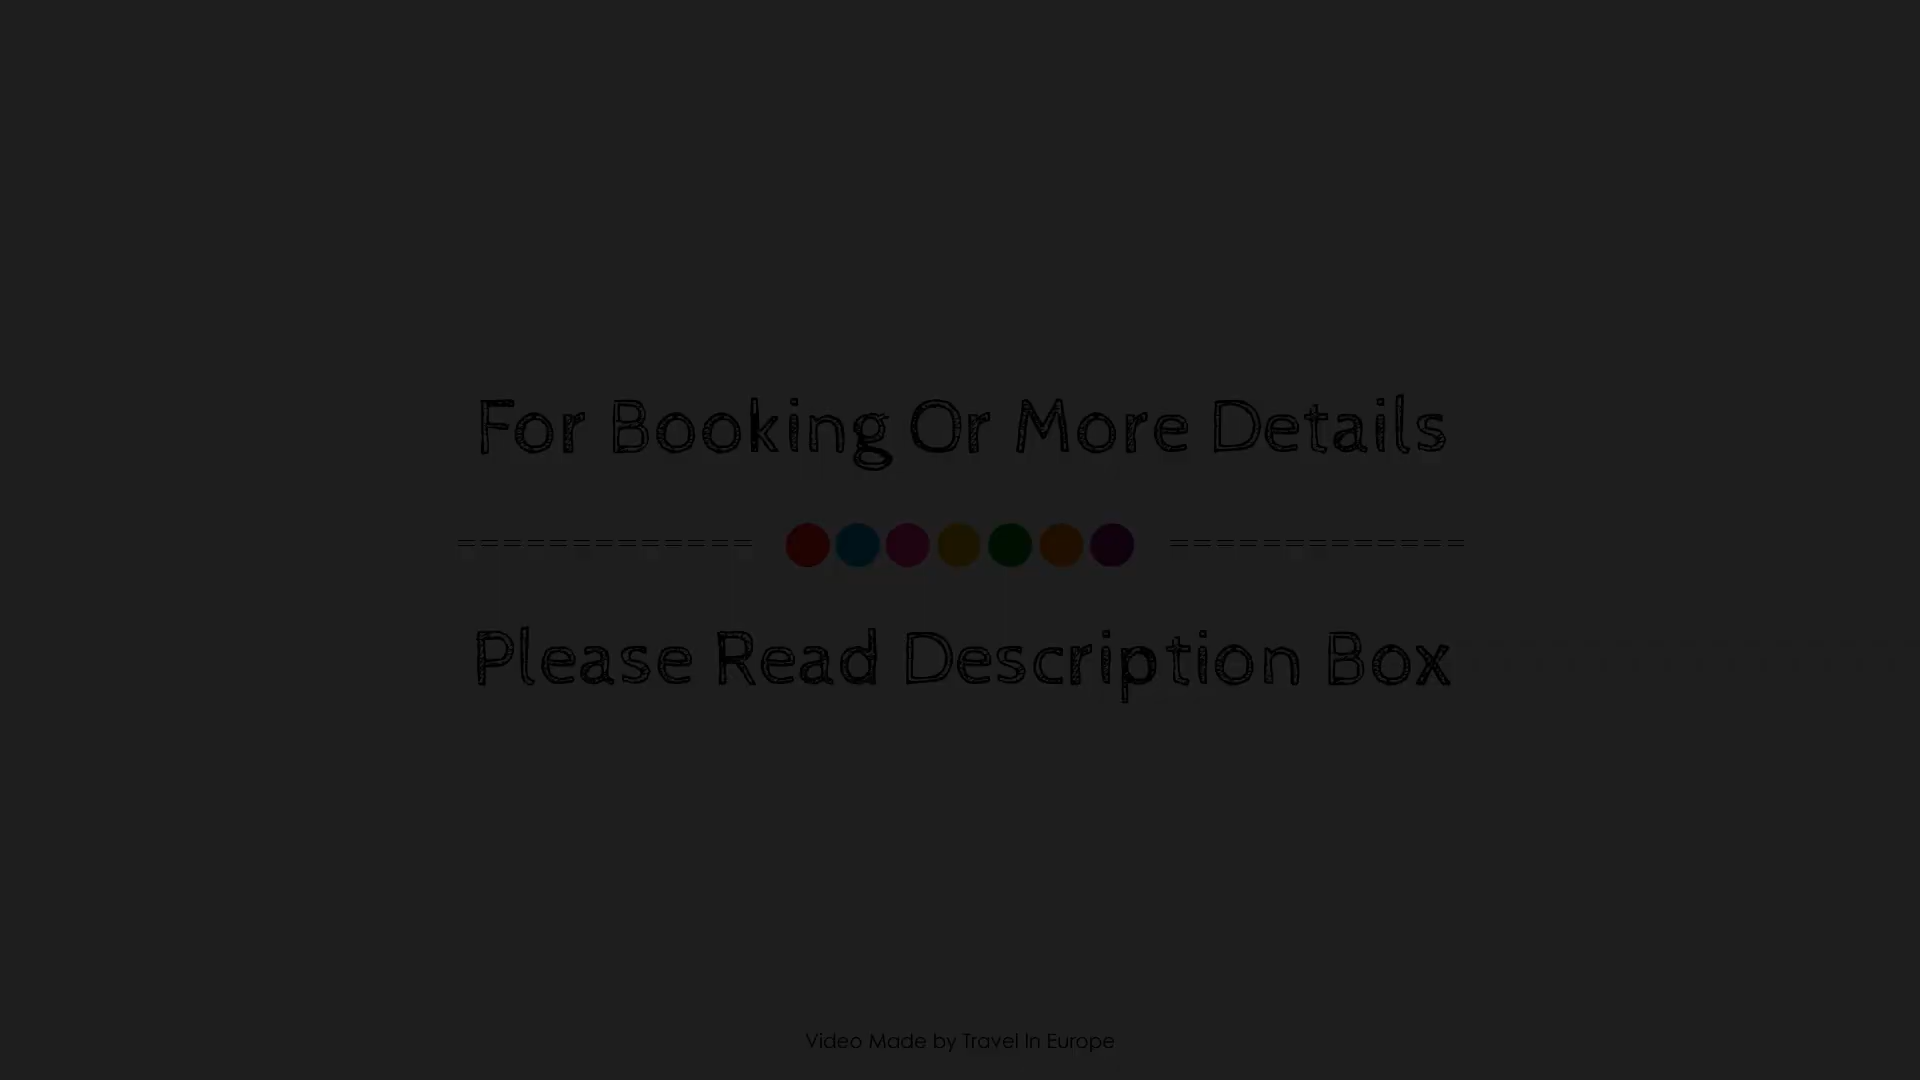 For Booking Or More Details
============= =============
Please Read Description Box
Video Made by Travel In Europe